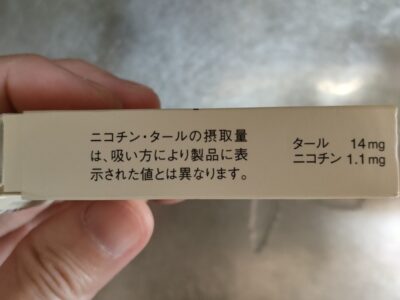 ニコチン・タールの摂取量
は、吸い方により製品に表
示された値とは異なります。
タール 14mg
ニコチン 1.1mg